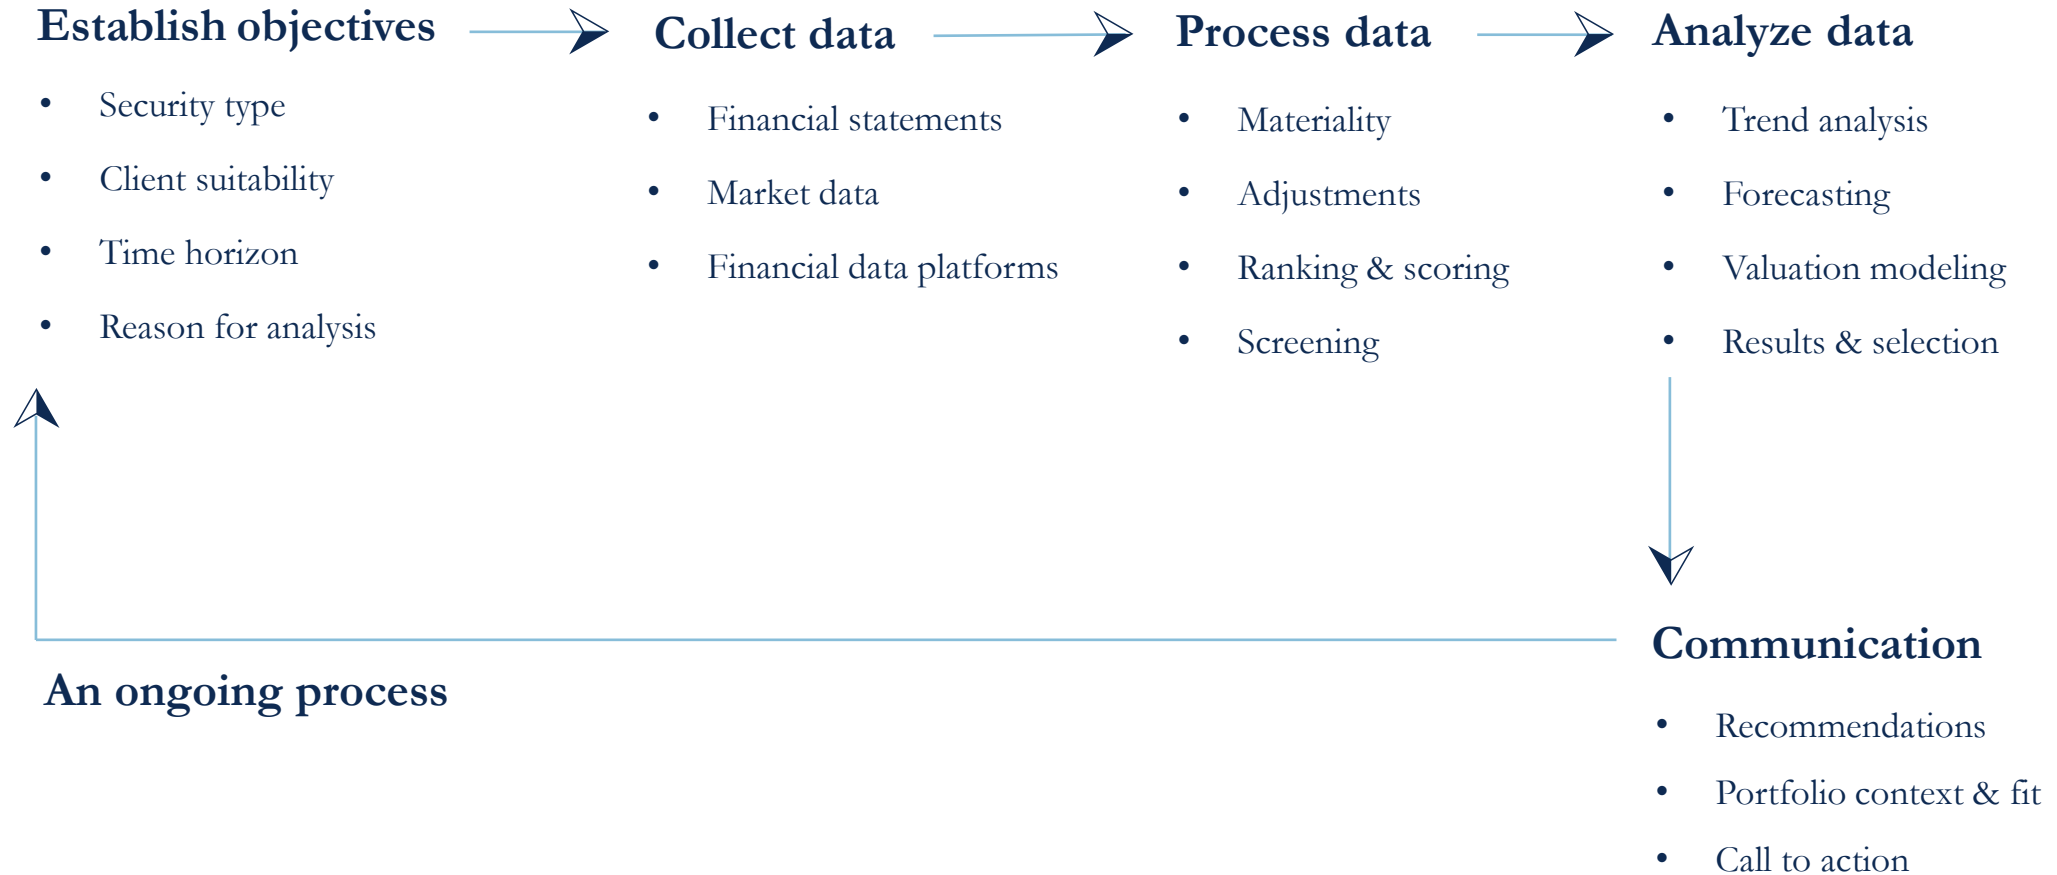 Establish objectives
• Security type
• Client suitability
• Time horizon
• Reason for analysis
Collect data
• Financial statements
• Market data
• Financial data platforms
Process data
• Materiality
• Adjustments
• Ranking & scoring
• Screening
Analyze data
• Trend analysis
• Forecasting
• Valuation modeling
• Results & selection
Communication
• Recommendations
• Portfolio context & fit
• Call to action
An ongoing process